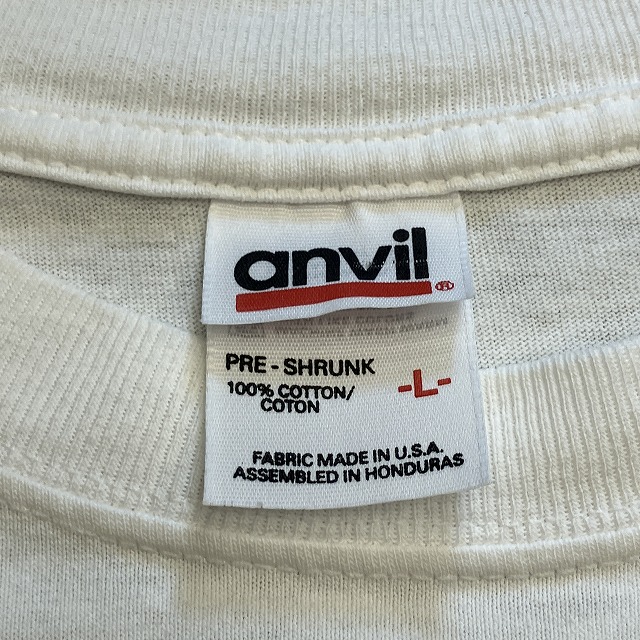 anvil
PRE - SHRUNK
100% COTTON/
COTON
-L-
FABRIC MADE IN U.S.A.
ASSEMBLED IN HONDURAS